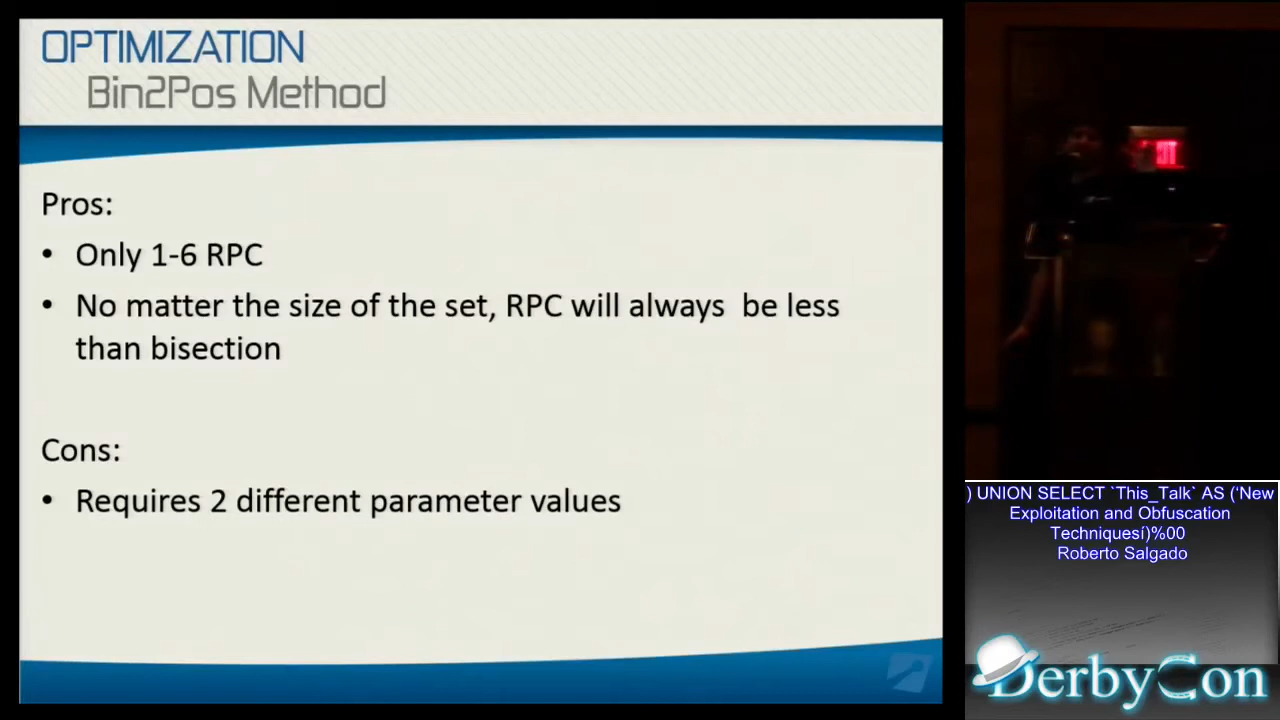 OPTIMIZATION
Bin2Pos Method
Pros:
• Only 1-6 RPC
• No matter the size of the set, RPC will always  be less
than bisection
Cons:
• Requires 2 different parameter values
EXIT
) UNION SELECT `This_Talk` AS (‘New
Exploitation and Obfuscation
Techniquesí)%00
Roberto Salgado
DerbyCon